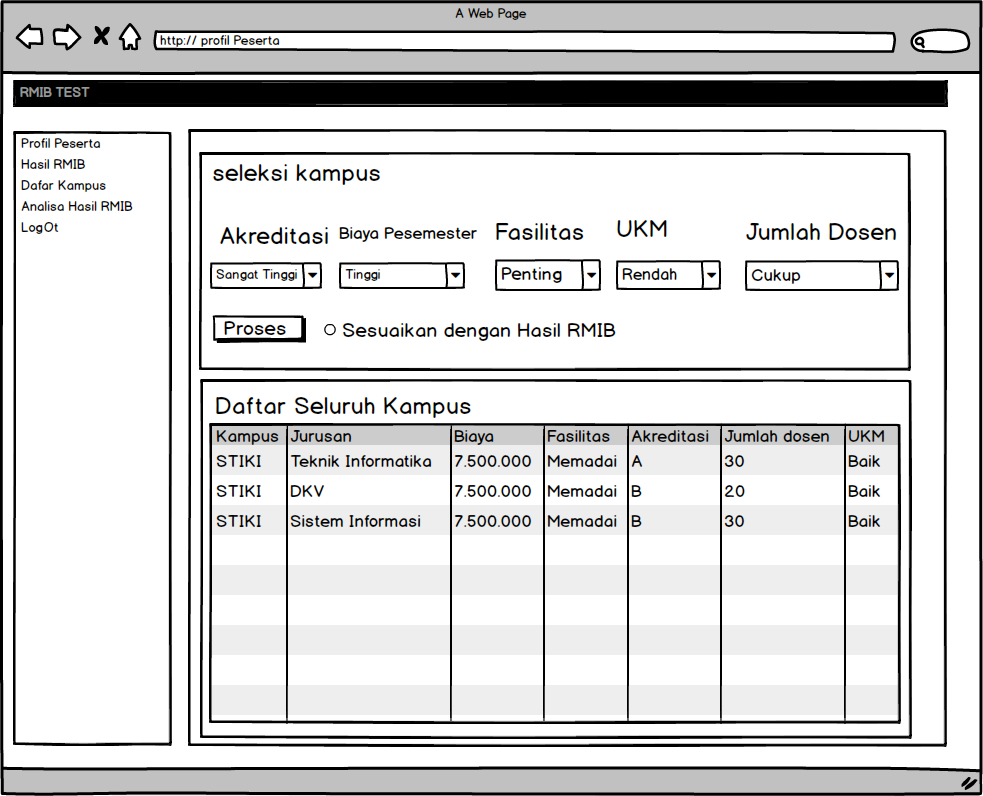 A Web Page
http:// profil Peserta
RMIB TEST
Profil Peserta
Hasil RMIB
Dafar Kampus
Analisa Hasil RMIB
LogOt
seleksi kampus
Akreditasi Biaya Pesemester Fasilitas UKM Jumlah Dosen
Sangat Tinggi Tinggi Penting Rendah Cukup
Proses Sesuaikan dengan Hasil RMIB
Daftar Seluruh Kampus
Kampus Jurusan Biaya Fasilitas Akreditasi Jumlah dosen UKM
STIKI Teknik Informatika 7.500.000 Memadai A 30 Baik
STIKI DKV 7.500.000 Memadai B 20 Baik
STIKI Sistem Informasi 7.500.000 Memadai B 30 Baik